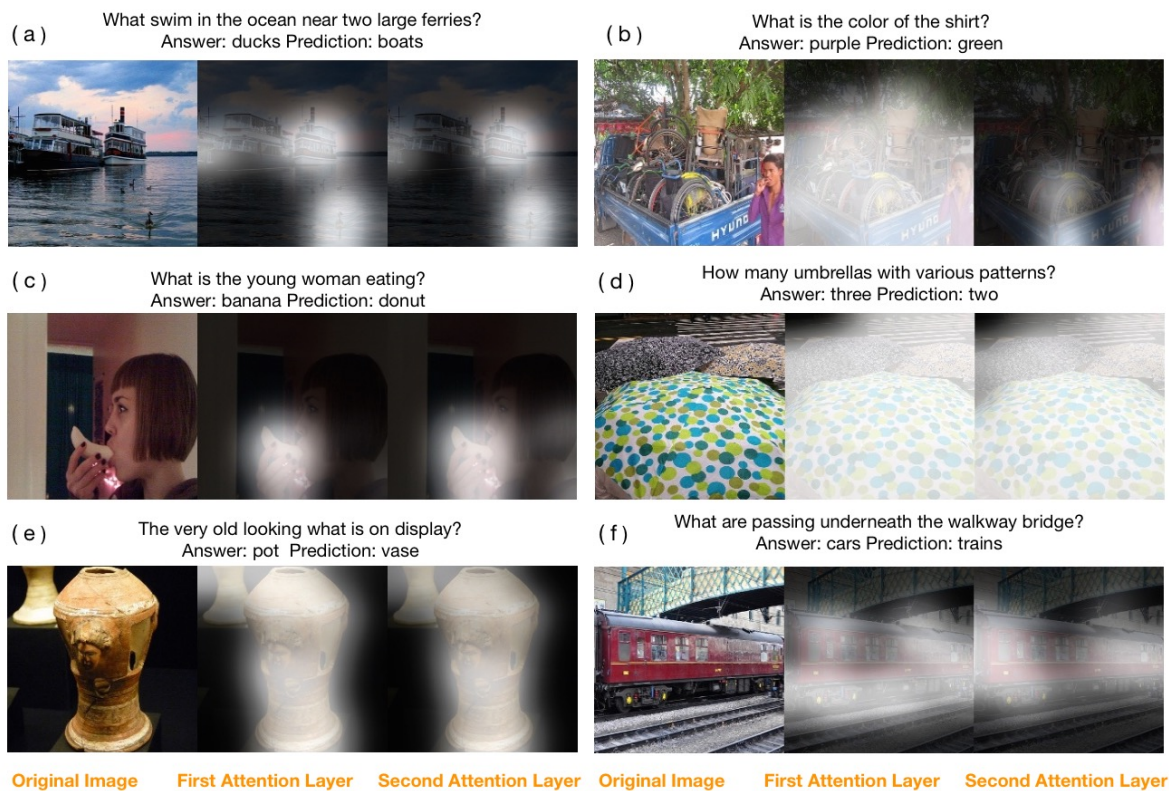 (a)
What swim in the ocean near two large ferries?
Answer: ducks Prediction: boats
(b)
What is the color of the shirt?
Answer: purple Prediction: green
HYUND
(c)
What is the young woman eating?
Answer: banana Prediction: donut
(d)
How many umbrellas with various patterns?
Answer: three Prediction: two
(e)
The very old looking what is on display?
Answer: pot Prediction: vase
(f)
What are passing underneath the walkway bridge?
Answer: cars Prediction: trains
Original Image First Attention Layer Second Attention Layer Original Image First Attention Layer Second Attention Layer